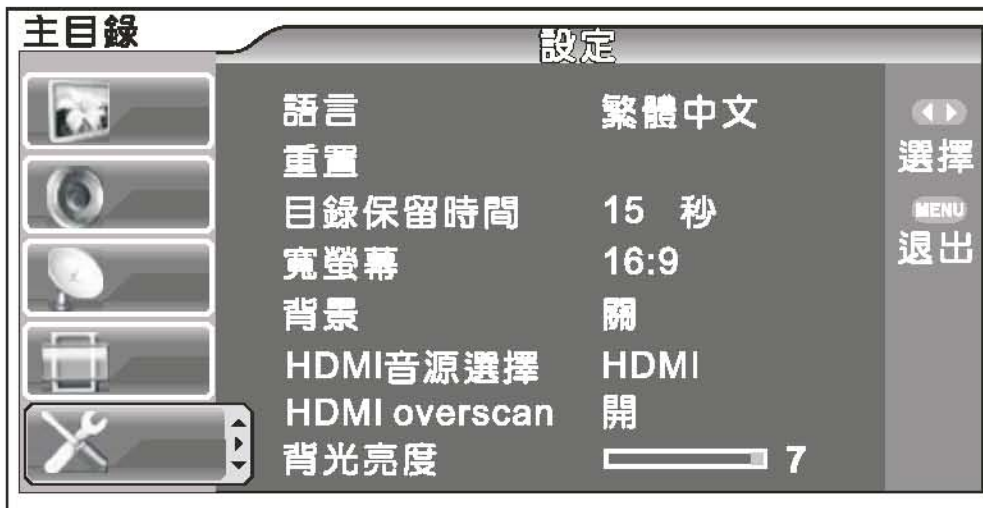 主目錄
設定
語言 繁體中文
重置
目錄保留時間 15 秒
寬螢幕 16:9
背景 關
HDMI音源選擇 HDMI
HDMI overscan 開
背光亮度 7
選擇
MENU
退出